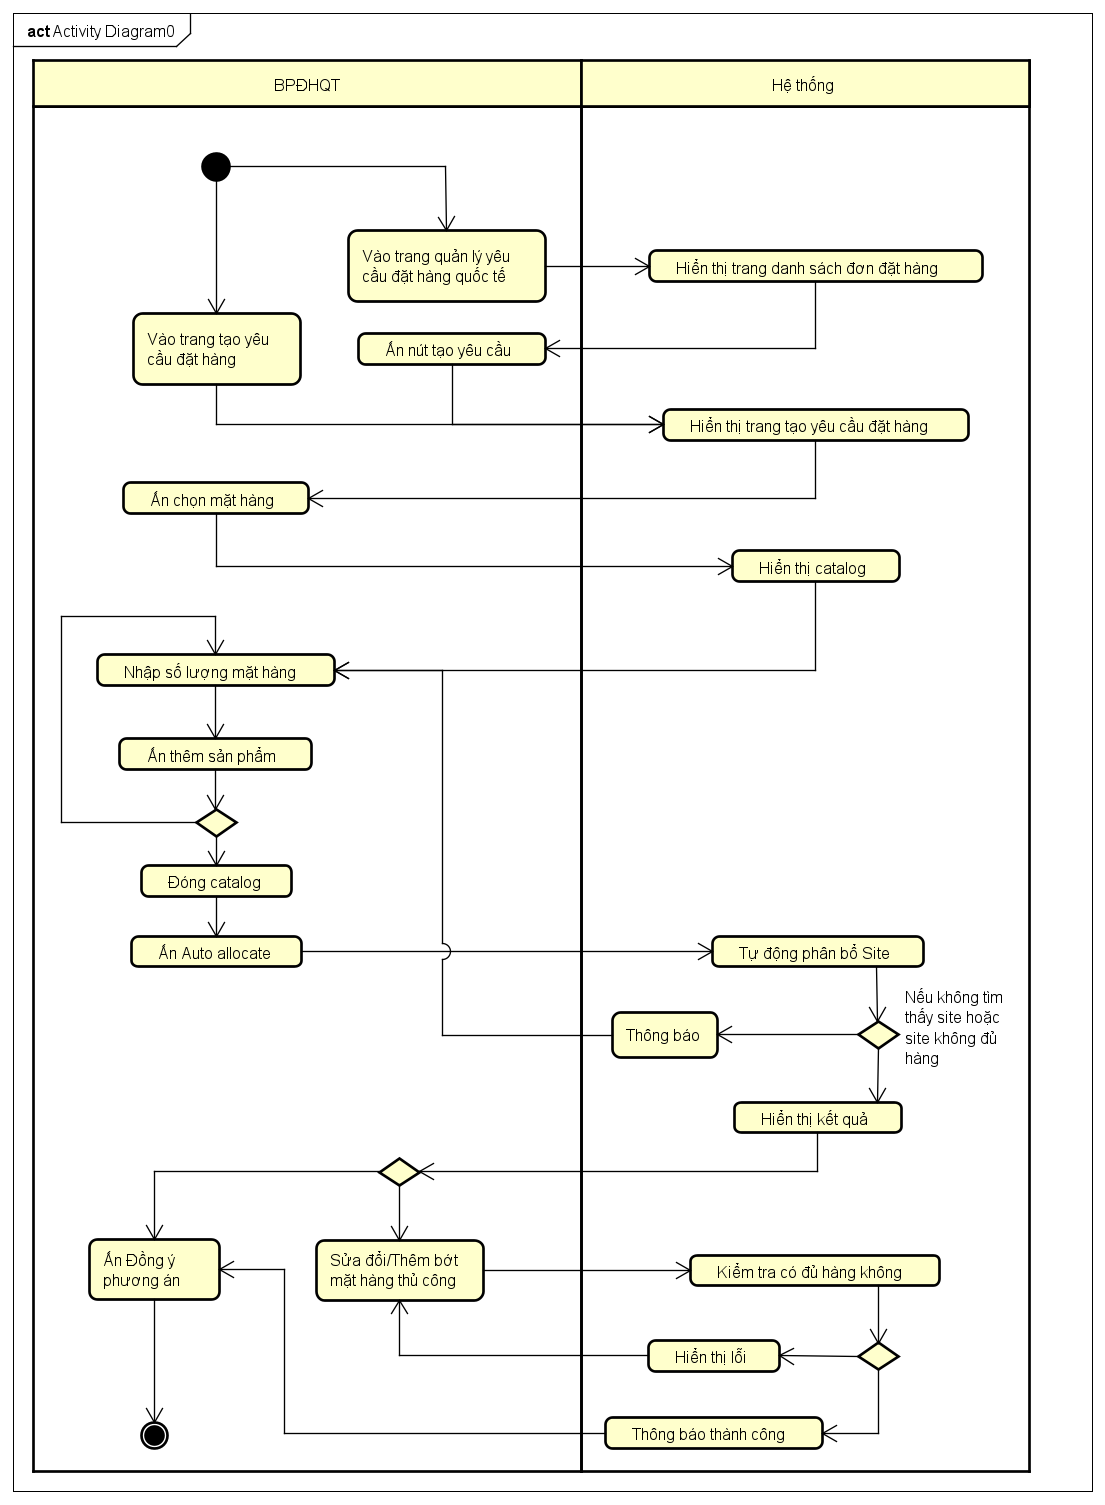 act Activity Diagram0
BPĐHQT
Hệ thống
Vào trang quản lý yêu
cầu đặt hàng quốc tế
Hiển thị trang danh sách đơn đặt hàng
Vào trang tạo yêu
cầu đặt hàng
Ấn nút tạo yêu cầu
Hiển thị trang tạo yêu cầu đặt hàng
Ấn chọn mặt hàng
Hiển thị catalog
Nhập số lượng mặt hàng
Ấn thêm sản phẩm
Đóng catalog
Ấn Auto allocate
Tự động phân bổ Site
Nếu không tìm
thấy site hoặc
site không đủ
hàng
Thông báo
Hiển thị kết quả
Ấn Đồng ý
phương án
Sửa đổi/Thêm bớt
mặt hàng thủ công
Kiểm tra có đủ hàng không
Hiển thị lỗi
Thông báo thành công